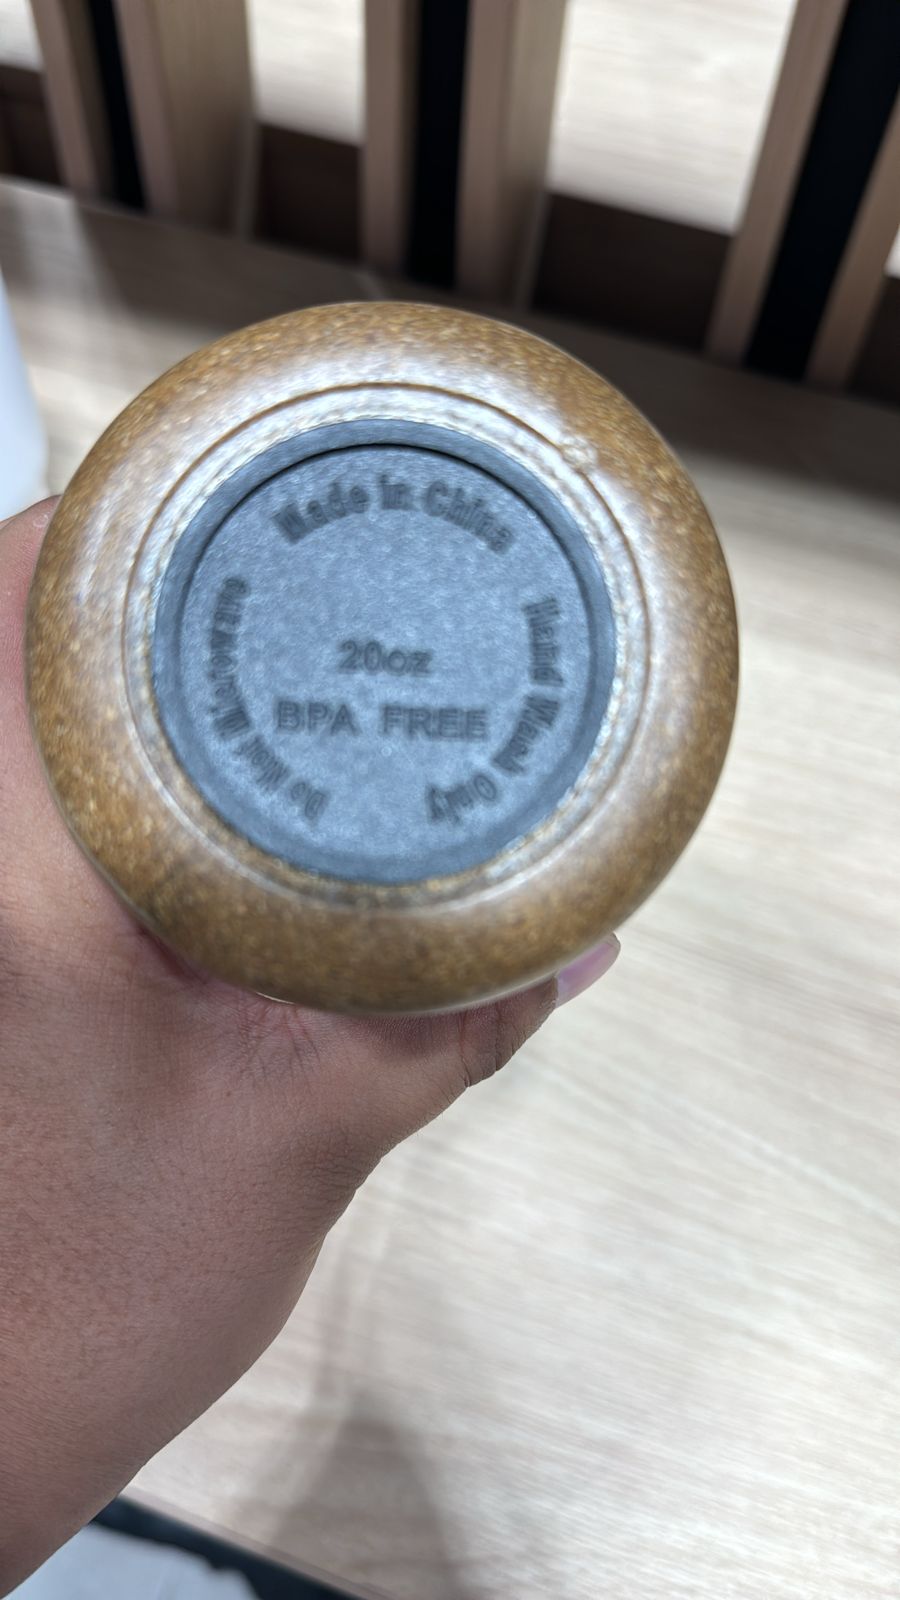 Made in China
Hand Wash Only
Do Not Microwave
20oz
BPA FREE